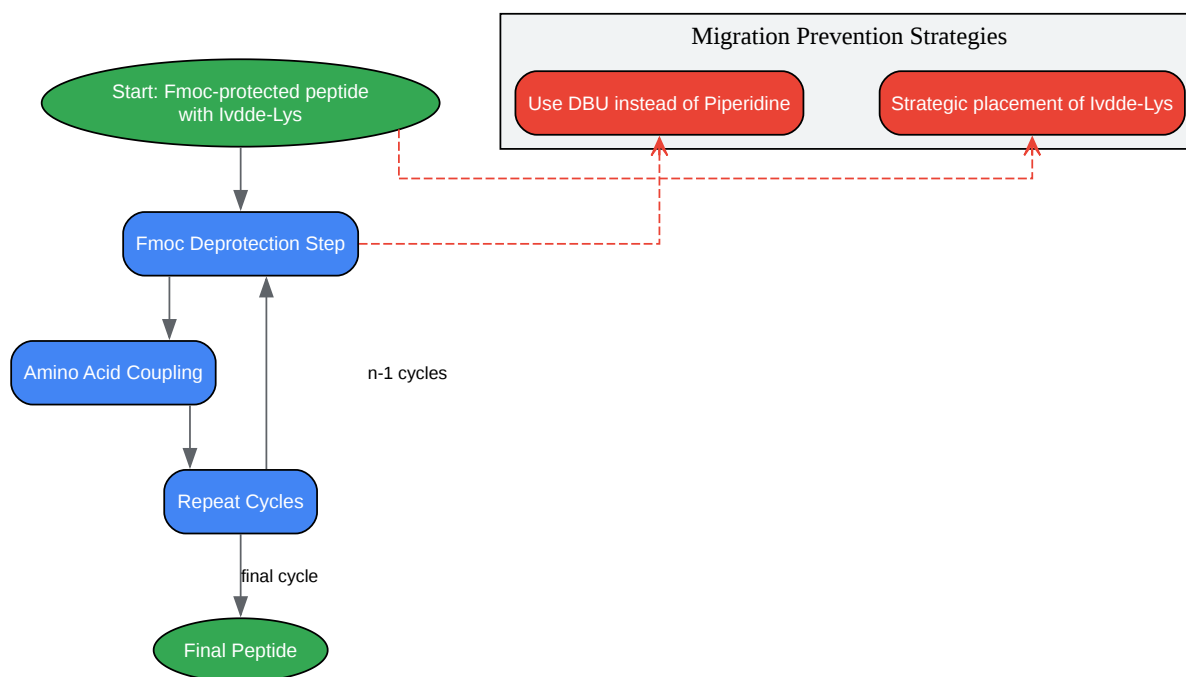 Migration Prevention Strategies
Start: Fmoc-protected peptide
with Ivdde-Lys
Use DBU instead of Piperidine
Strategic placement of Ivdde-Lys
Fmoc Deprotection Step
Amino Acid Coupling
n-1 cycles
Repeat Cycles
final cycle
Final Peptide